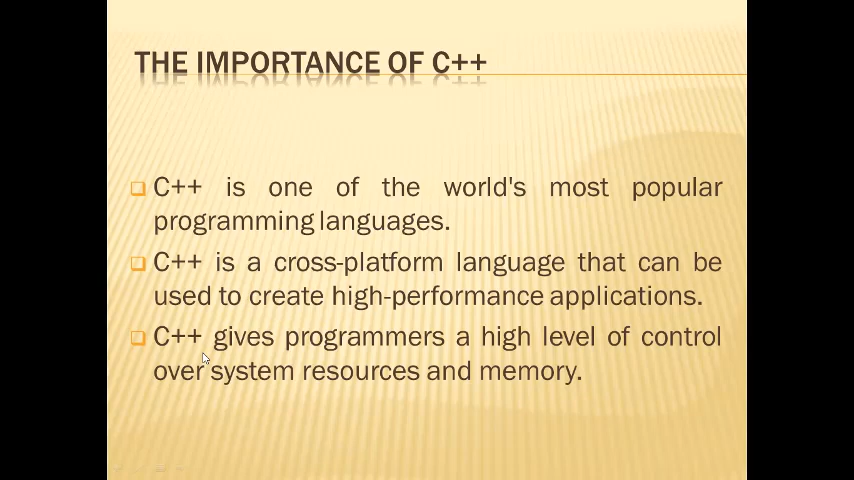 THE IMPORTANCE OF C++
C++ is one of the world's most popular
programming languages.
C++ is a cross-platform language that can be
used to create high-performance applications.
C++ gives programmers a high level of control
over system resources and memory.